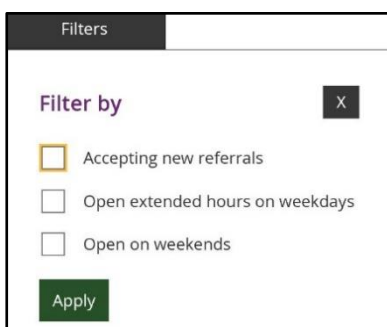 Filters
Filter by
X
Accepting new referrals
Open extended hours on weekdays
Open on weekends
Apply